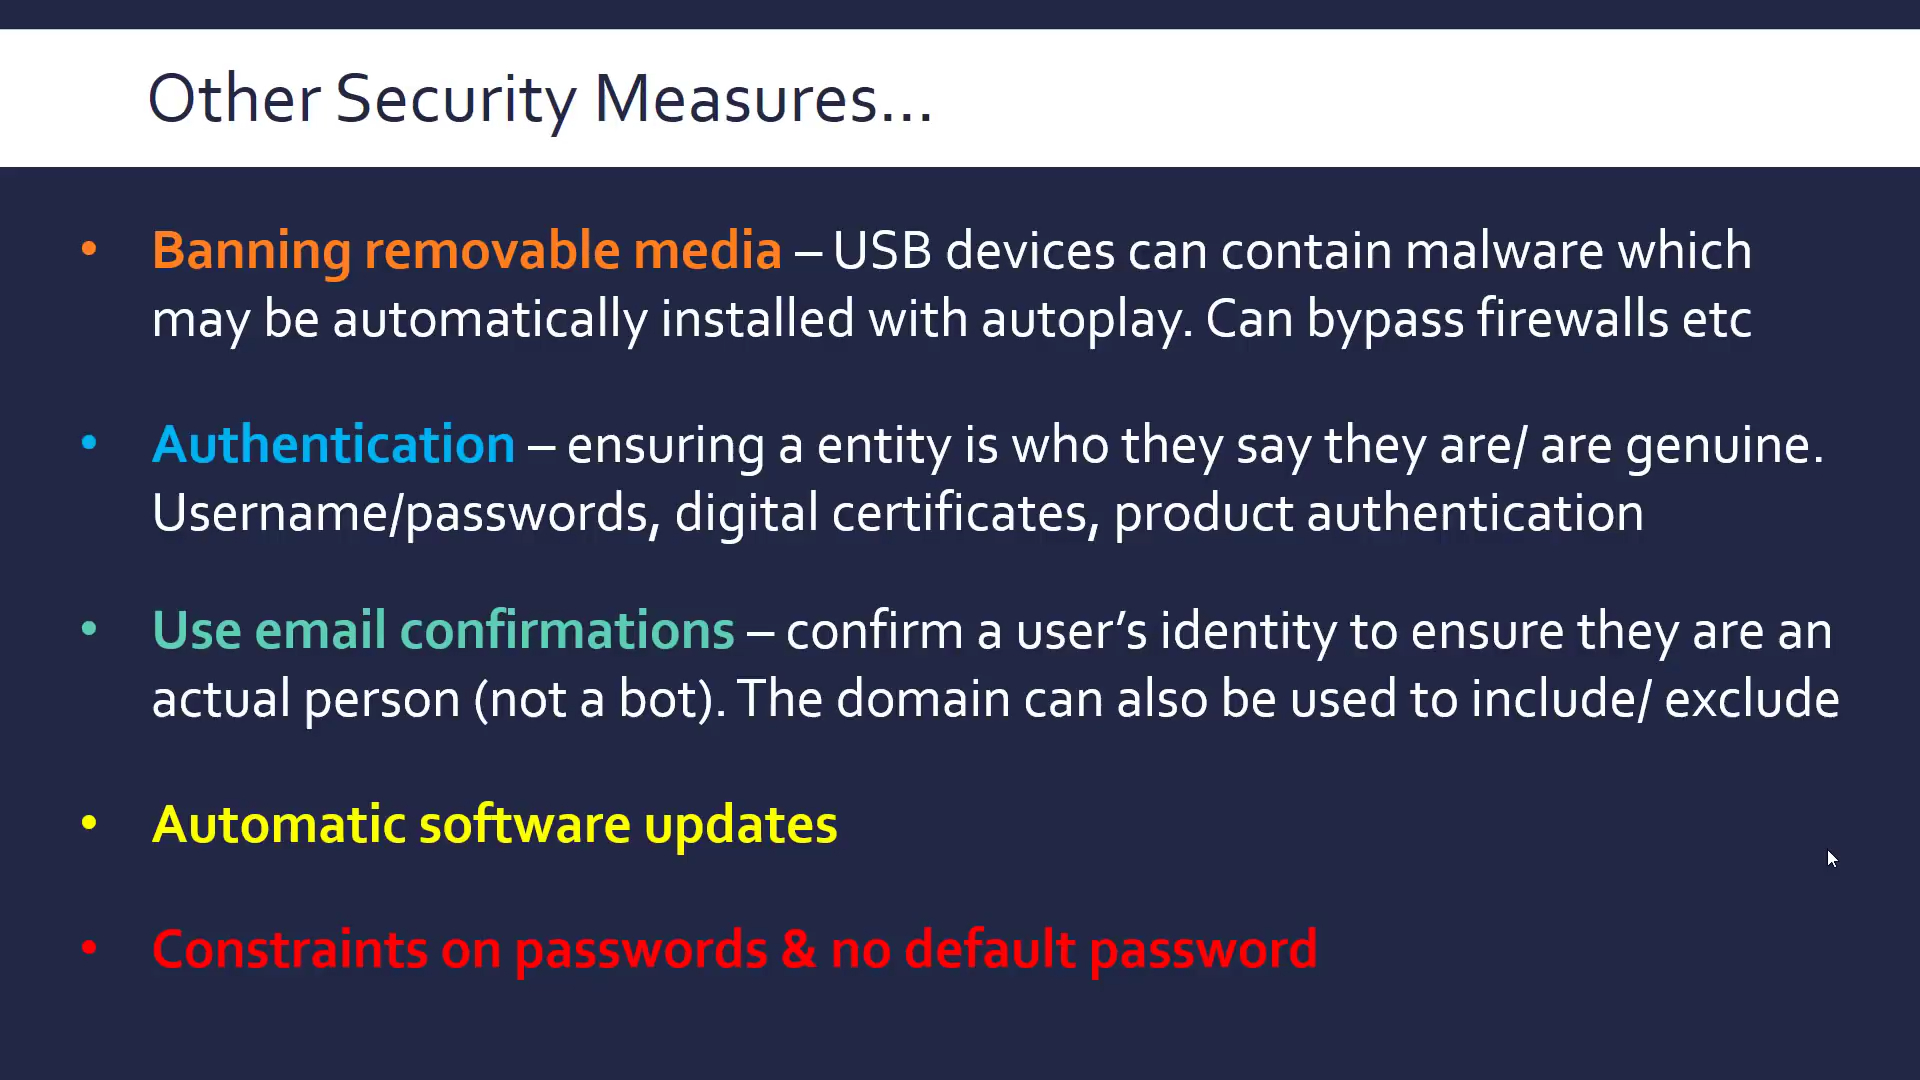 Other Security Measures...
• Banning removable media – USB devices can contain malware which
may be automatically installed with autoplay. Can bypass firewalls etc
• Authentication – ensuring a entity is who they say they are/ are genuine.
Username/passwords, digital certificates, product authentication
• Use email confirmations – confirm a user’s identity to ensure they are an
actual person (not a bot). The domain can also be used to include/ exclude
• Automatic software updates
• Constraints on passwords & no default password